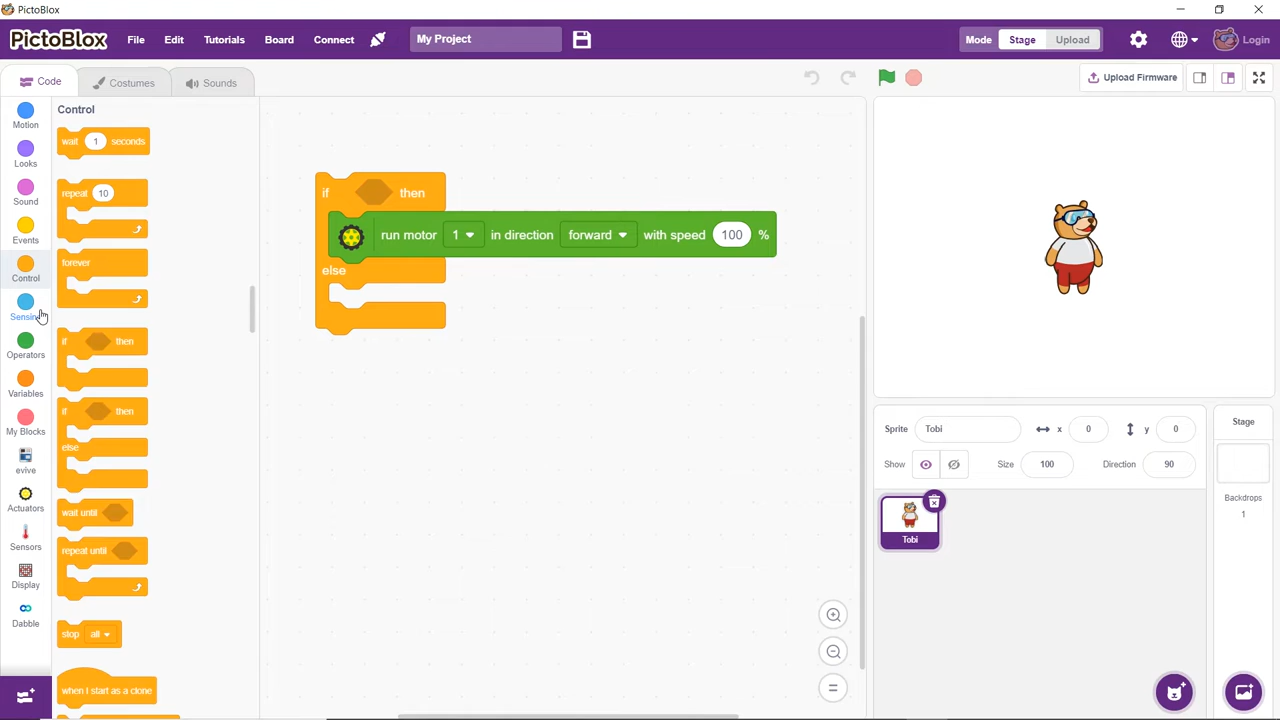 PictoBlox
PictoBlox File Edit Tutorials Board Connect My Project Mode Stage Upload Login
Code Costumes Sounds Upload Firmware
Motion
Looks
Sound
Events
Control
Operators
Variables
My Blocks
evive
Actuators
Sensors
Display
Dabble
Control
wait 1 seconds
repeat 10
forever
if then
if then
else
wait until
repeat until
stop all
when I start as a clone
if then
run motor 1 in direction forward with speed 100 %
else
Sprite Tobi x 0 y 0
Show Size 100 Direction 90
Tobi
Stage
Backdrops
1